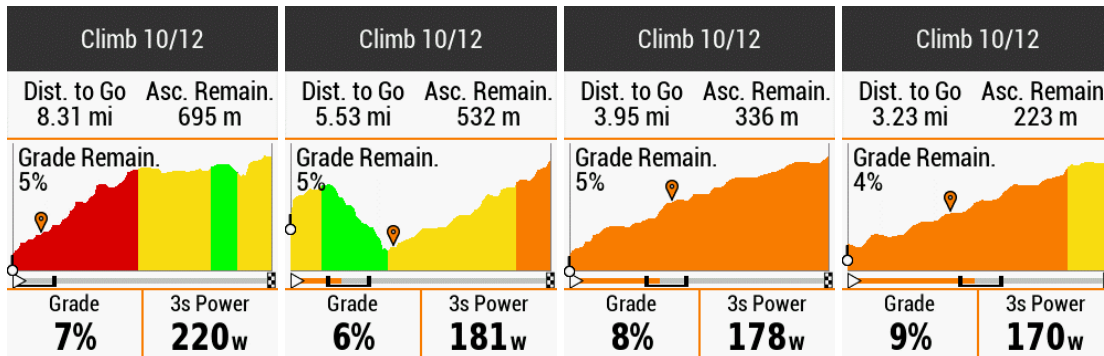 Climb 10/12
Dist. to Go Asc. Remain.
8.31 mi 695 m
Grade Remain.
5%
Grade 3s Power
7% 220w
Climb 10/12
Dist. to Go Asc. Remain.
5.53 mi 532 m
Grade Remain.
5%
Grade 3s Power
6% 181w
Climb 10/12
Dist. to Go Asc. Remain.
3.95 mi 336 m
Grade Remain.
5%
Grade 3s Power
8% 178w
Climb 10/12
Dist. to Go Asc. Remain.
3.23 mi 223 m
Grade Remain.
4%
Grade 3s Power
9% 170w